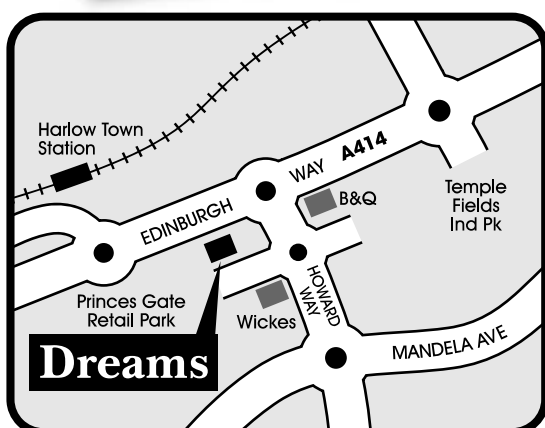 Harlow Town
Station
EDINBURGH WAY A414
B&Q
Temple
Fields
Ind Pk
Princes Gate
Retail Park
Wickes
HOWARD
WAY
Dreams
MANDELA AVE